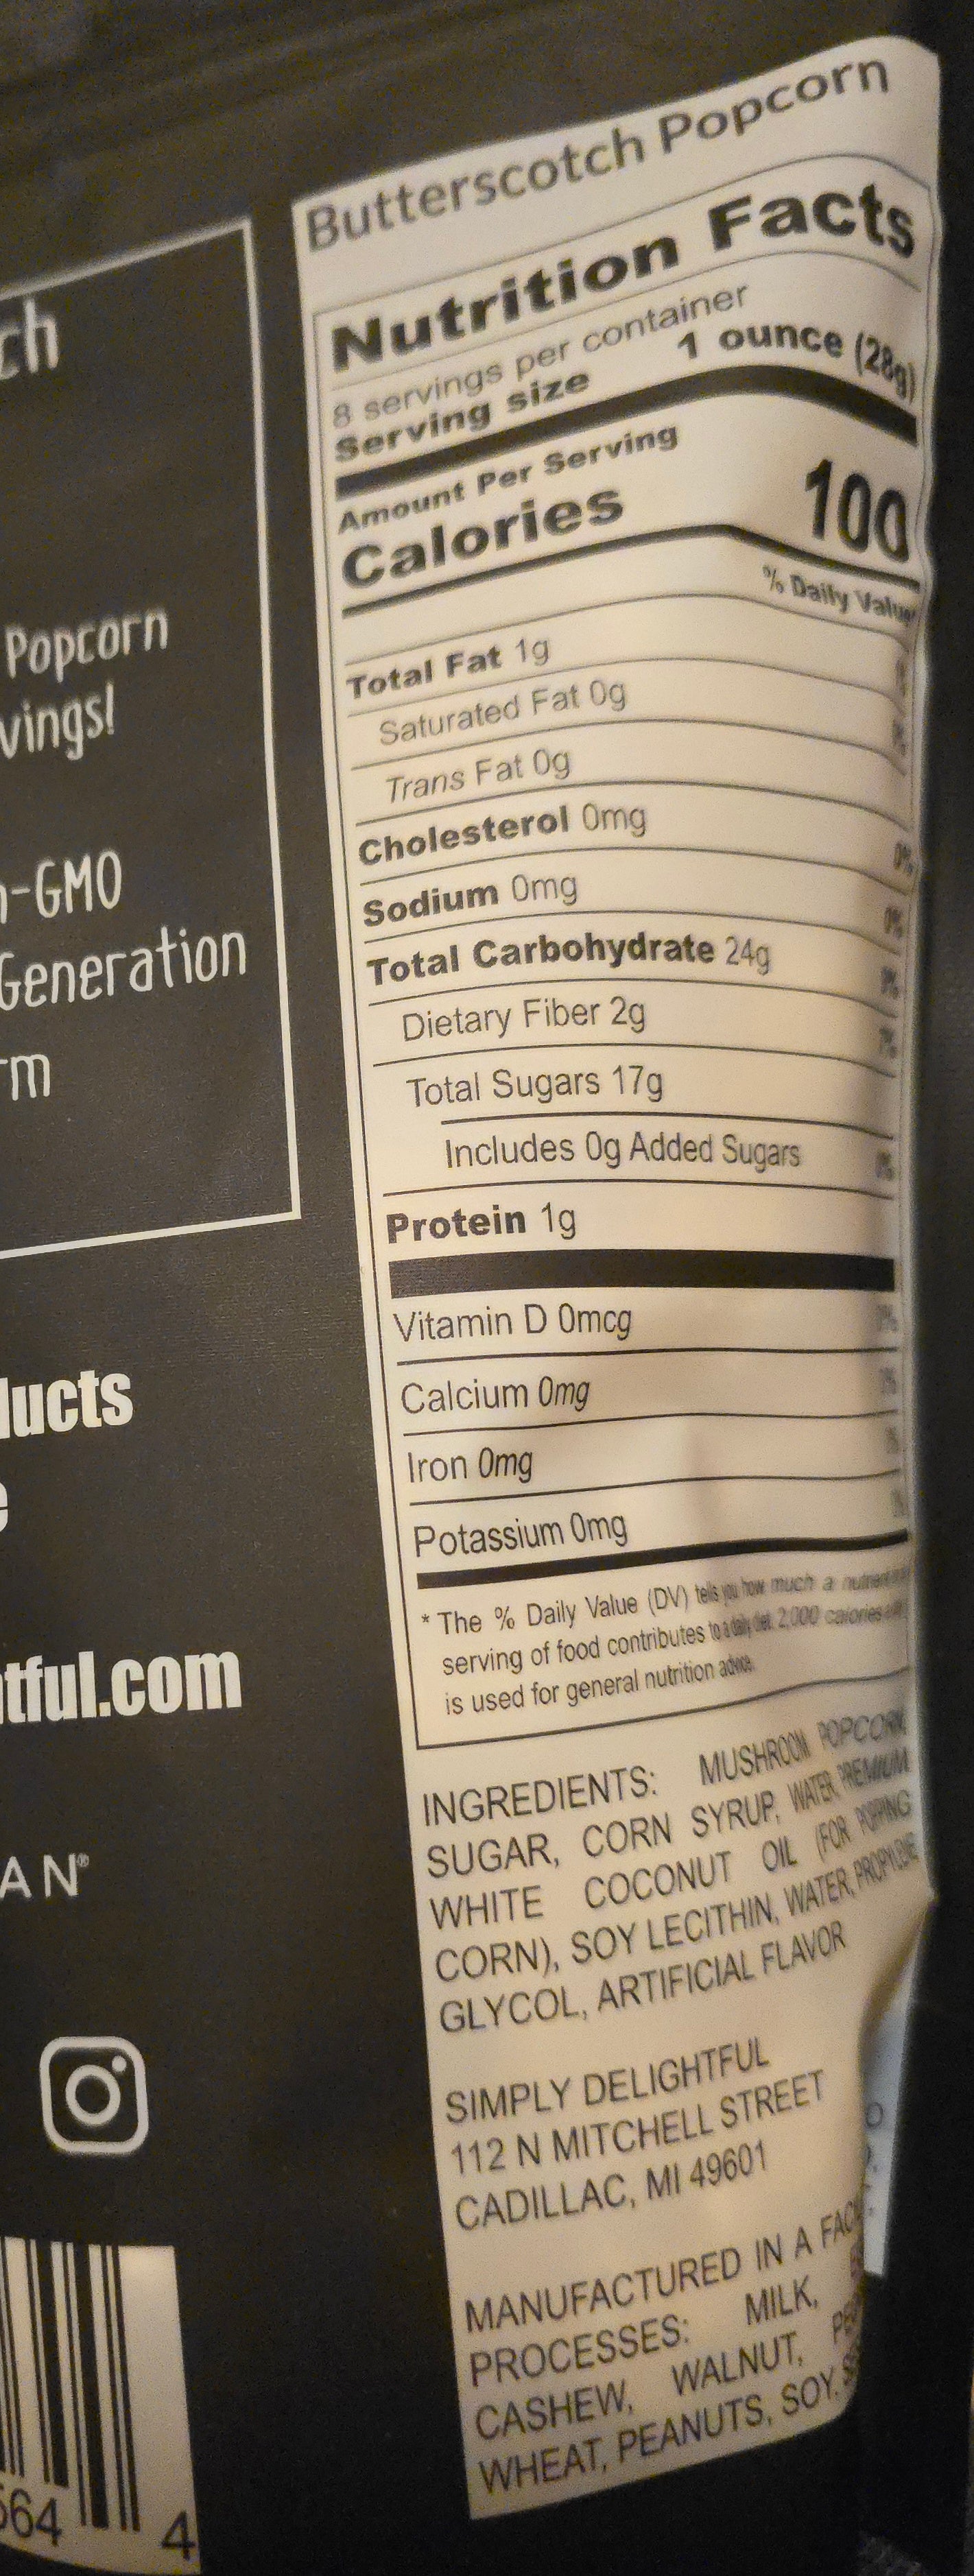 ch
Popcorn
vings!
n-GMO
Generation
rm
ducts
e
tful.com
AN®
564 4
Butterscotch Popcorn
Nutrition Facts
8 servings per container
Serving size 1 ounce (28g)
Amount Per Serving
Calories 100
% Daily Value
Total Fat 1g
Saturated Fat 0g
Trans Fat 0g
Cholesterol 0mg 0%
Sodium 0mg 0%
Total Carbohydrate 24g
Dietary Fiber 2g
Total Sugars 17g
Includes 0g Added Sugars
Protein 1g
Vitamin D 0mcg
Calcium 0mg
Iron 0mg
Potassium 0mg
* The % Daily Value (DV) tells you how much a nutrient
serving of food contributes to a daily diet. 2,000 calories
is used for general nutrition advice.
INGREDIENTS: MUSHROOM POPCORN,
SUGAR, CORN SYRUP, WATER, PREMIUM
WHITE COCONUT OIL (FOR POPPING
CORN), SOY LECITHIN, WATER, PROPYLENE
GLYCOL, ARTIFICIAL FLAVOR
SIMPLY DELIGHTFUL
112 N MITCHELL STREET
CADILLAC, MI 49601
MANUFACTURED IN A FAC
PROCESSES: MILK,
CASHEW, WALNUT,
WHEAT, PEANUTS, SOY,